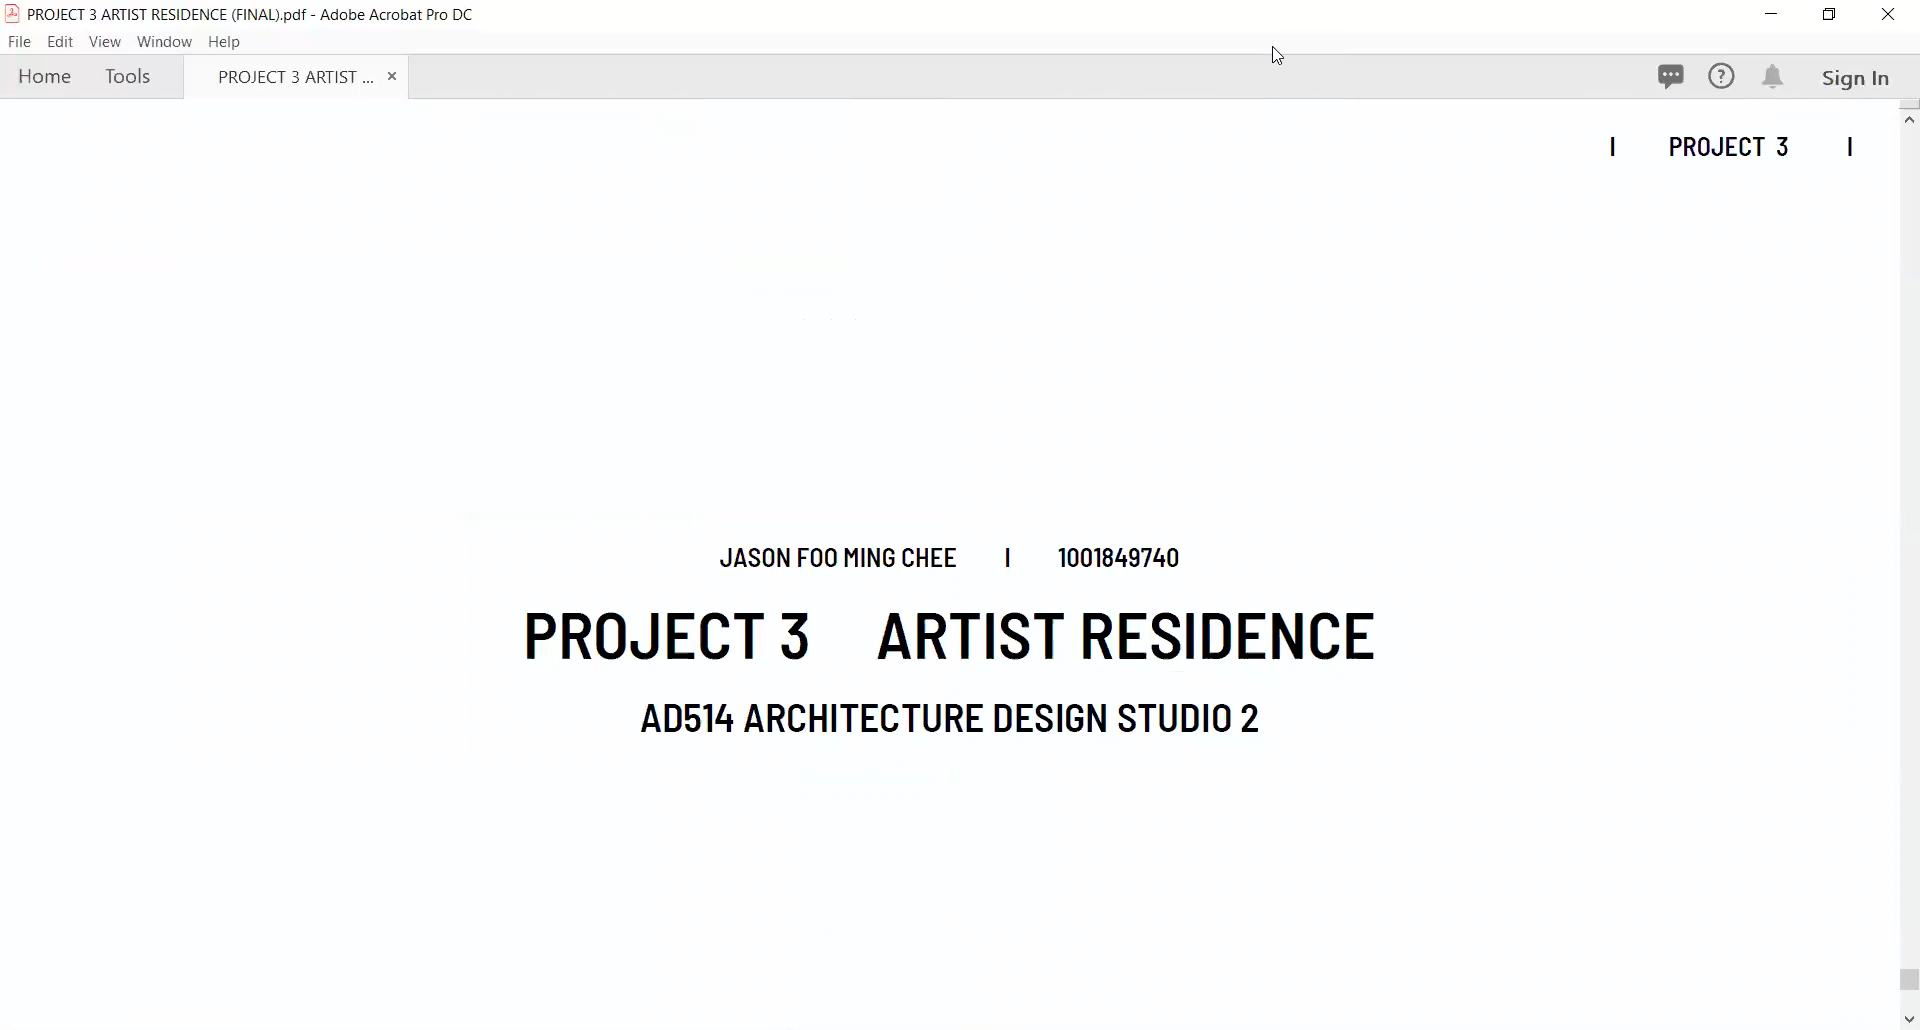 PROJECT 3 ARTIST RESIDENCE (FINAL).pdf - Adobe Acrobat Pro DC
File Edit View Window Help
Home Tools PROJECT 3 ARTIST ... × Sign In
I PROJECT 3 I
JASON FOO MING CHEE I 1001849740
PROJECT 3 ARTIST RESIDENCE
AD514 ARCHITECTURE DESIGN STUDIO 2